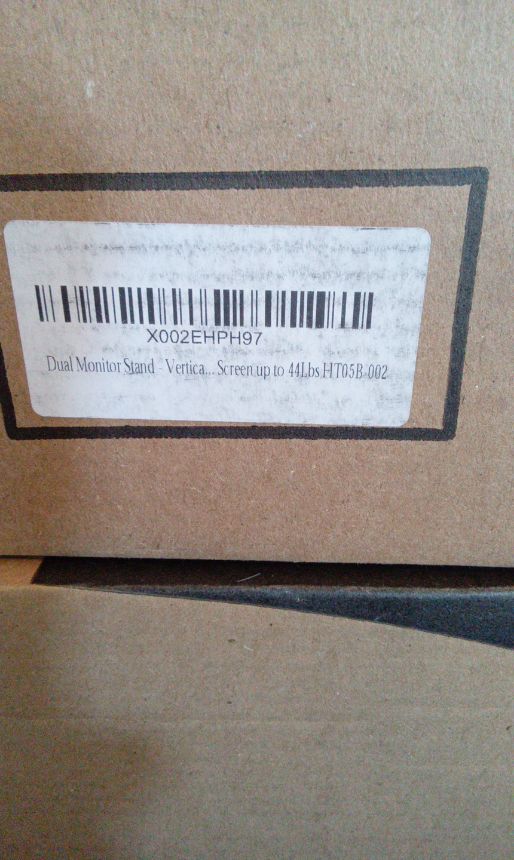 X002EHPH97
Dual Monitor Stand - Vertica... Screen up to 44Lbs HT05B-002